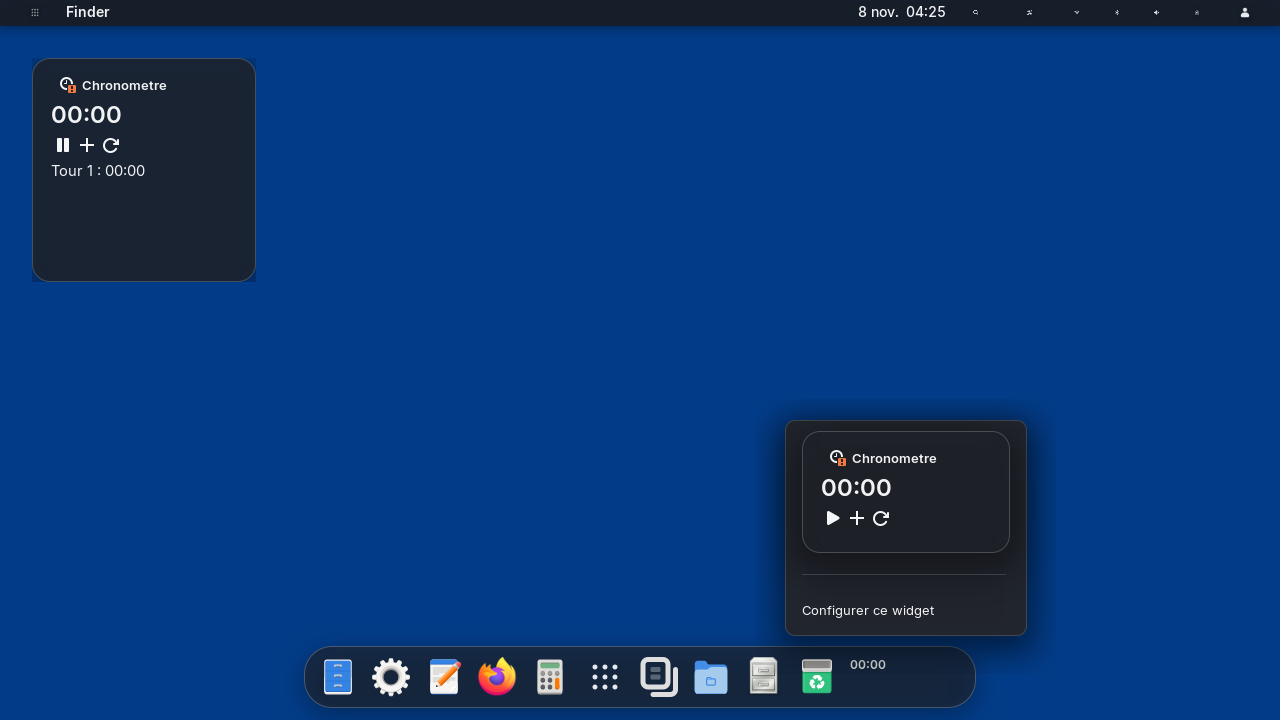 Finder
8 nov. 04:25
Chronometre
00:00
Tour 1 : 00:00
Chronometre
00:00
Configurer ce widget
00:00